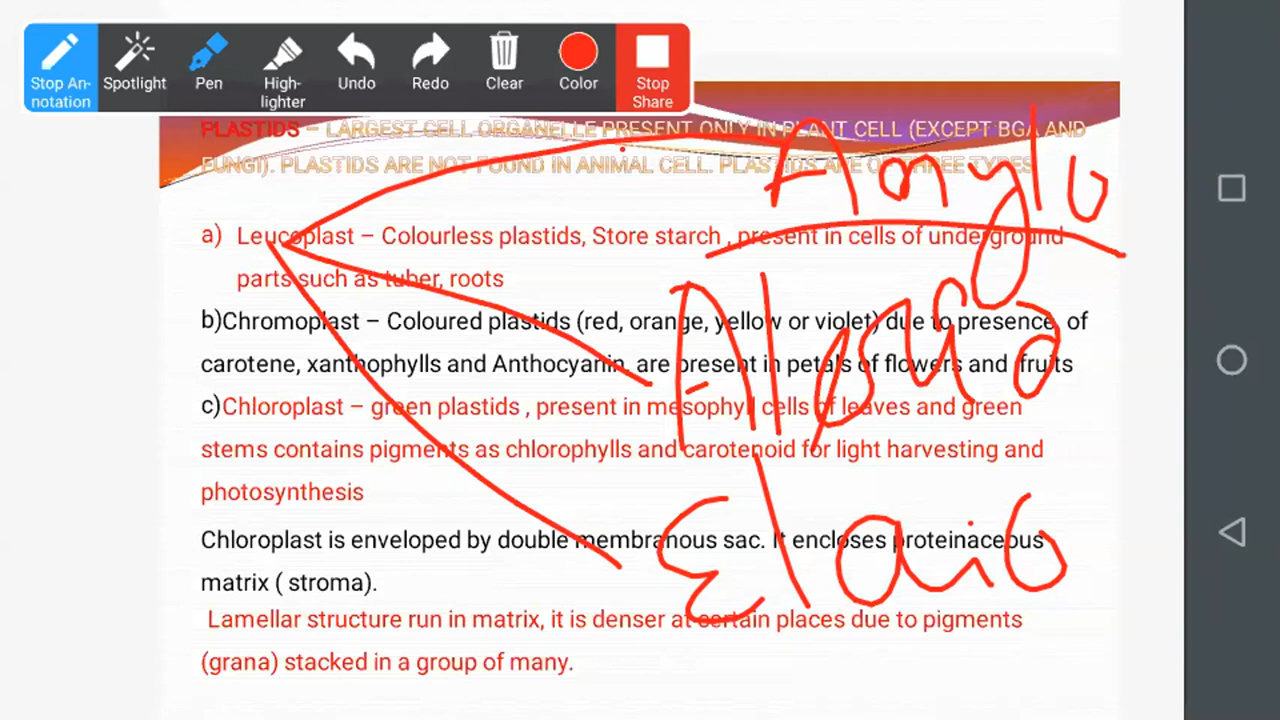 Stop An-
notation
Spotlight
Pen
High-
lighter
Undo
Redo
Clear
Color
Stop
Share
PLASTIDS – LARGEST CELL ORGANELLE PRESENT ONLY IN PLANT CELL (EXCEPT BGA AND
FUNGI). PLASTIDS ARE NOT FOUND IN ANIMAL CELL. PLASTIDS ARE OF THREE TYPES
Amylo
a) Leucoplast – Colourless plastids, Store starch , present in cells of underground
parts such as tuber, roots
b)Chromoplast – Coloured plastids (red, orange, yellow or violet) due to presence of
carotene, xanthophylls and Anthocyanin, are present in petals of flowers and fruits
c)Chloroplast – green plastids , present in mesophyll cells of leaves and green
stems contains pigments as chlorophylls and carotenoid for light harvesting and
photosynthesis
Elaio
Chloroplast is enveloped by double membranous sac. It encloses proteinaceous
matrix ( stroma).
Lamellar structure run in matrix, it is denser at certain places due to pigments
(grana) stacked in a group of many.